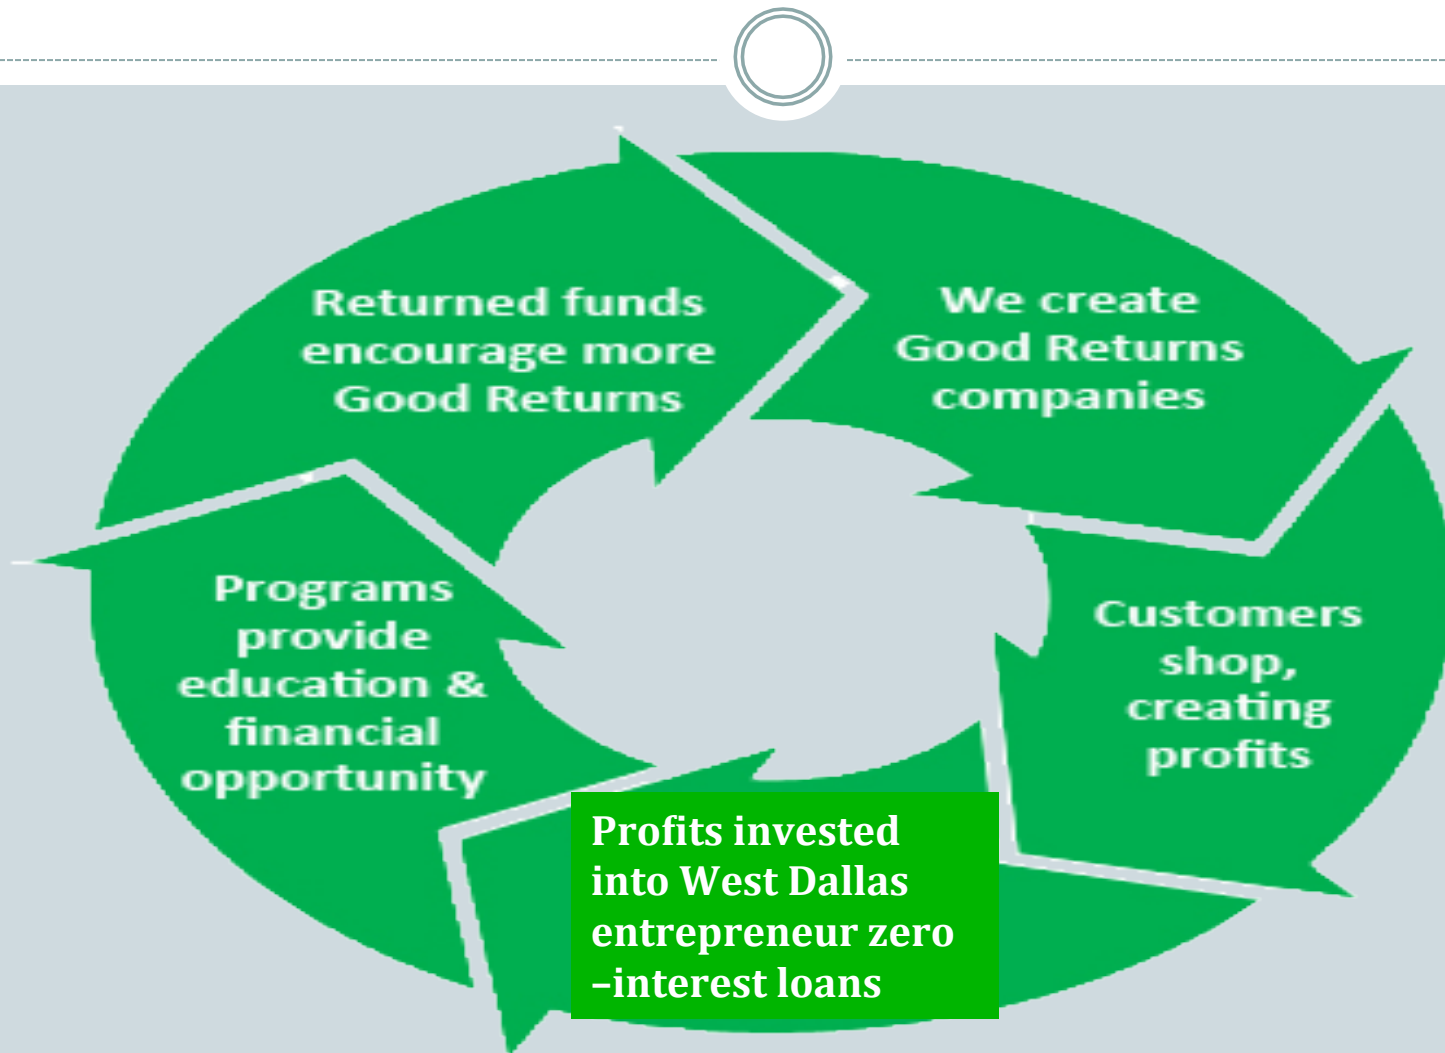 Returned funds
encourage more
Good Returns
We create
Good Returns
companies
Customers
shop,
creating
profits
Profits invested
into West Dallas
entrepreneur zero
–interest loans
Programs
provide
education &
financial
opportunity